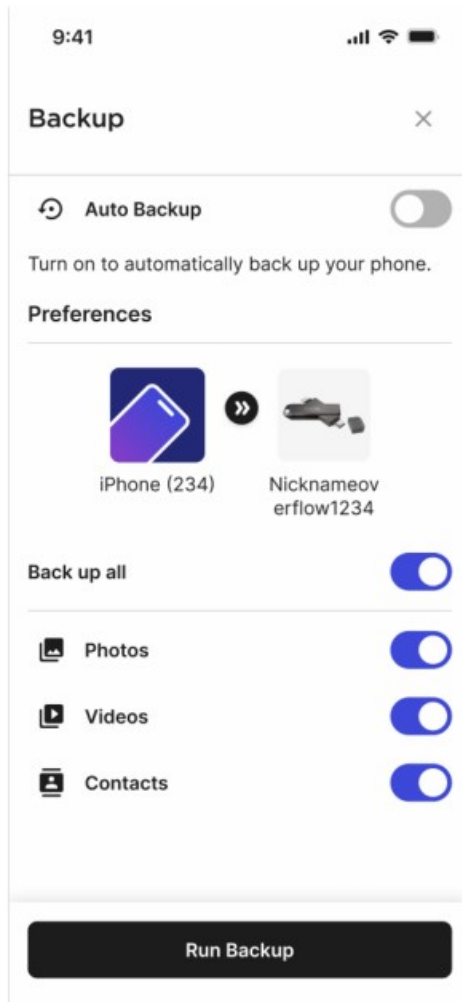 9:41
Backup
Auto Backup
Turn on to automatically back up your phone.
Preferences
iPhone (234)
Nicknameov
erflow1234
Back up all
Photos
Videos
Contacts
Run Backup